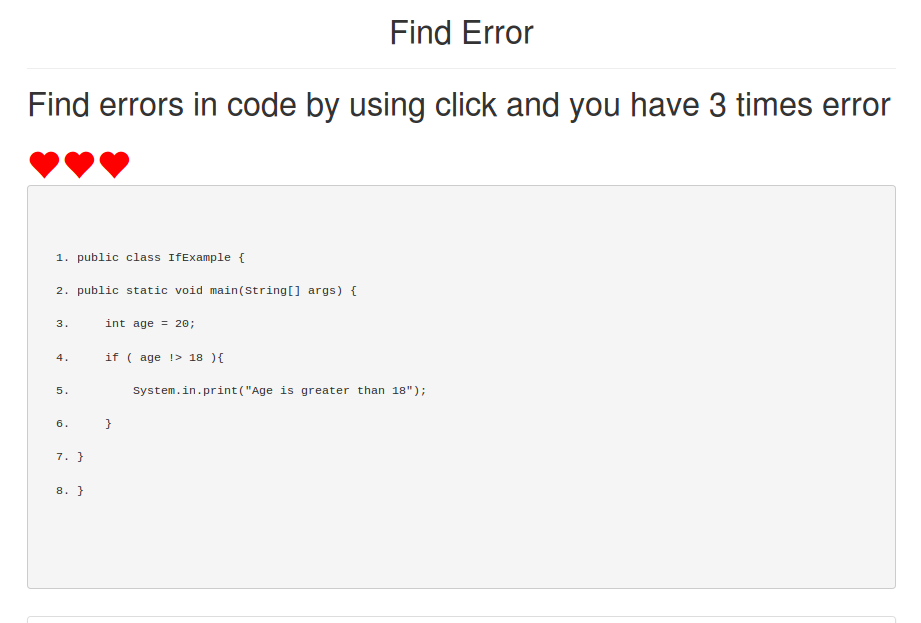 Find Error
Find errors in code by using click and you have 3 times error
1. public class IfExample {
2. public static void main(String[] args) {
3.     int age = 20;
4.     if ( age !> 18 ){
5.         System.in.print("Age is greater than 18");
6.     }
7. }
8. }